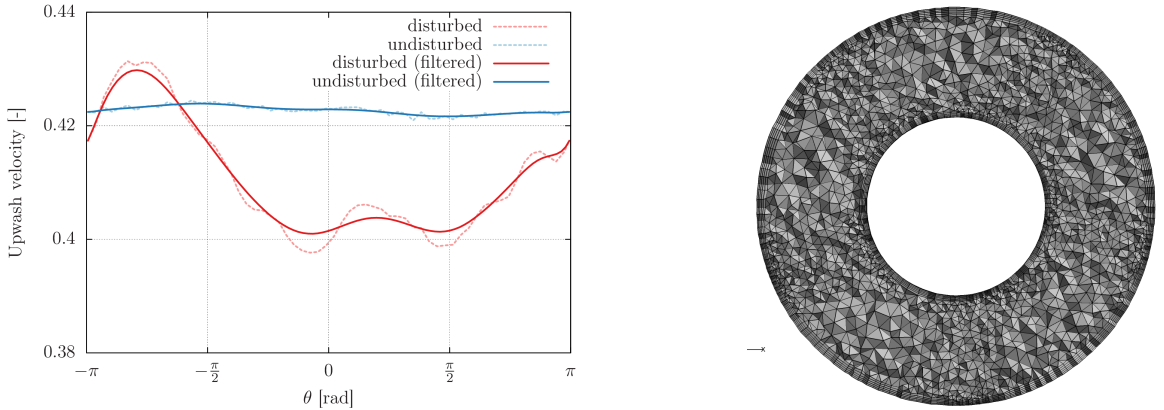 0.44
disturbed
undisturbed
disturbed (filtered)
undisturbed (filtered)
0.42
Upwash velocity [-]
0.4
0.38
−π
−π/2
0
π/2
π
θ [rad]